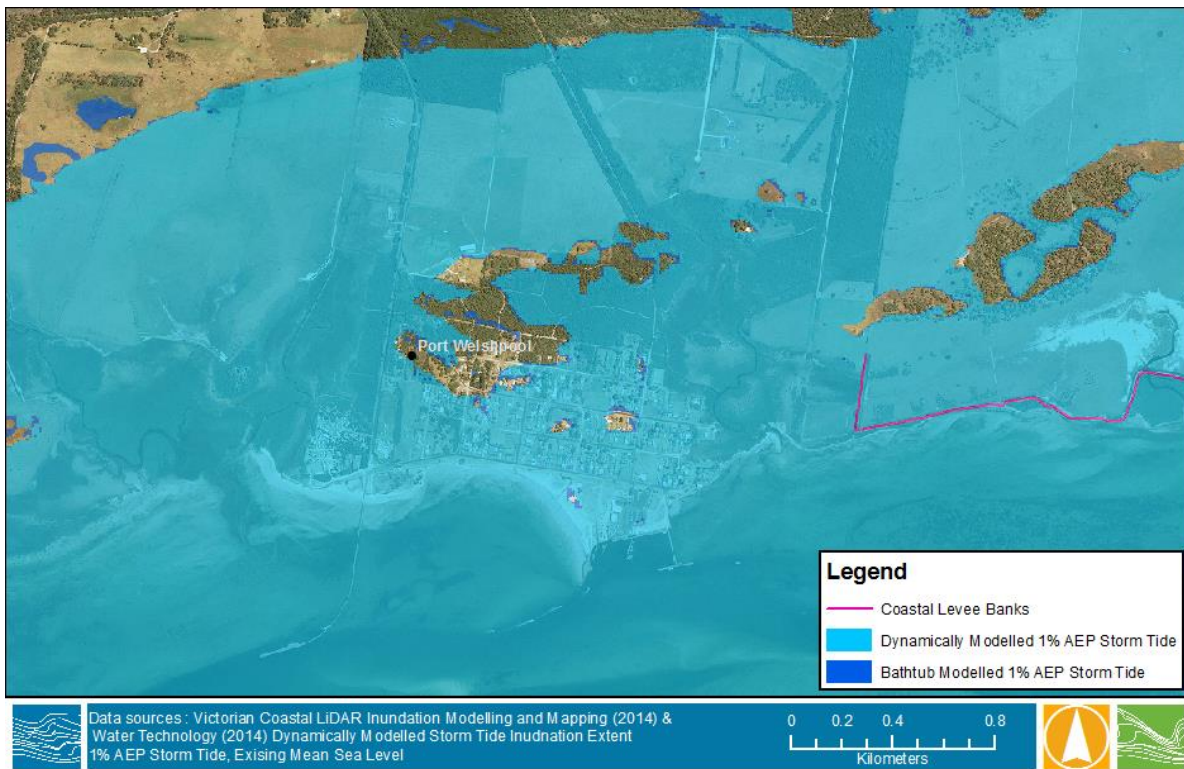 Port Welshpool
Legend
Coastal Levee Banks
Dynamically Modelled 1% AEP Storm Tide
Bathtub Modelled 1% AEP Storm Tide
Data sources : Victorian Coastal LiDAR Inundation Modelling and Mapping (2014) &
Water Technology (2014) Dynamically Modelled Storm Tide Inudnation Extent
1% AEP Storm Tide, Exising Mean Sea Level
0 0.2 0.4 0.8
Kilometers